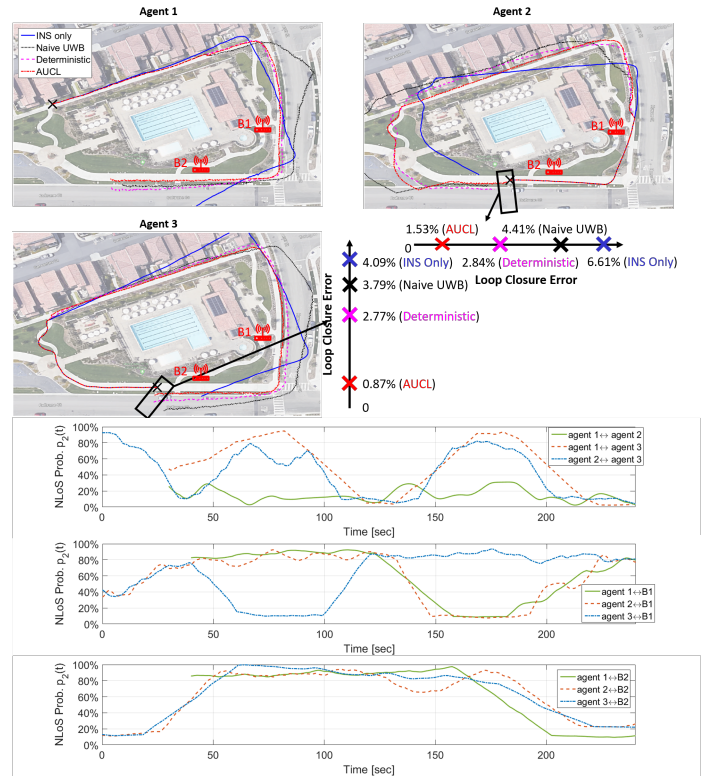 Agent 1
Agent 2
INS only
Naive UWB
Deterministic
AUCL
B1
B2
B1
B2
Agent 3
B1
B2
1.53% (AUCL) 4.41% (Naive UWB)
0
2.84% (Deterministic) 6.61% (INS Only)
Loop Closure Error
Loop Closure Error
4.09% (INS Only)
3.79% (Naive UWB)
2.77% (Deterministic)
0.87% (AUCL)
0
NLoS Prob. p2(t)
100%
80%
60%
40%
20%
0%
0 50 100 150 200
Time [sec]
agent 1↔ agent 2
agent 1↔ agent 3
agent 2↔ agent 3
NLoS Prob. p2(t)
100%
80%
60%
40%
20%
0%
0 50 100 150 200
Time [sec]
agent 1↔B1
agent 2↔B1
agent 3↔B1
NLoS Prob. p2(t)
100%
80%
60%
40%
20%
0%
0 50 100 150 200
Time [sec]
agent 1↔B2
agent 2↔B2
agent 3↔B2